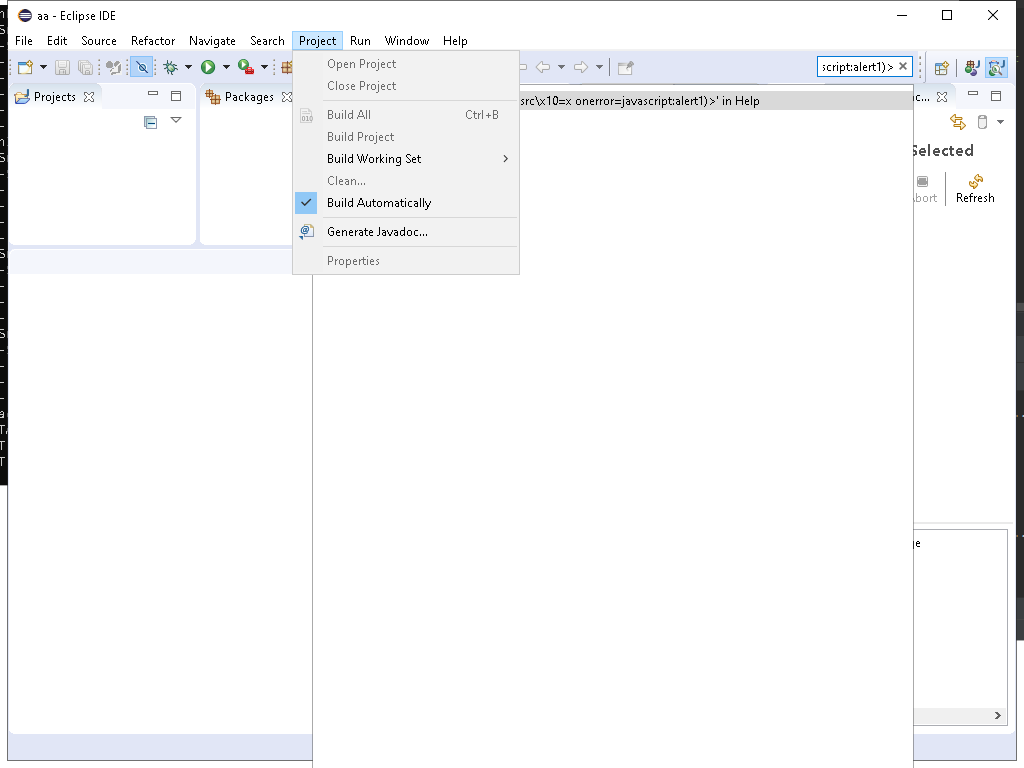 aa - Eclipse IDE
File Edit Source Refactor Navigate Search Project Run Window Help
script:alert1)>
Projects
Packages
Open Project
Close Project
Build All Ctrl+B
Build Project
Build Working Set
Clean...
Build Automatically
Generate Javadoc...
Properties
src\x10=x onerror=javascript:alert1)>' in Help
c...
Selected
bort
Refresh
ge